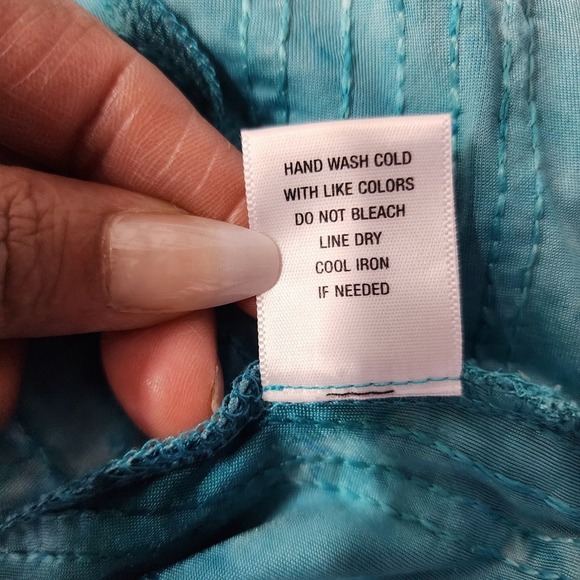 HAND WASH COLD
WITH LIKE COLORS
DO NOT BLEACH
LINE DRY
COOL IRON
IF NEEDED